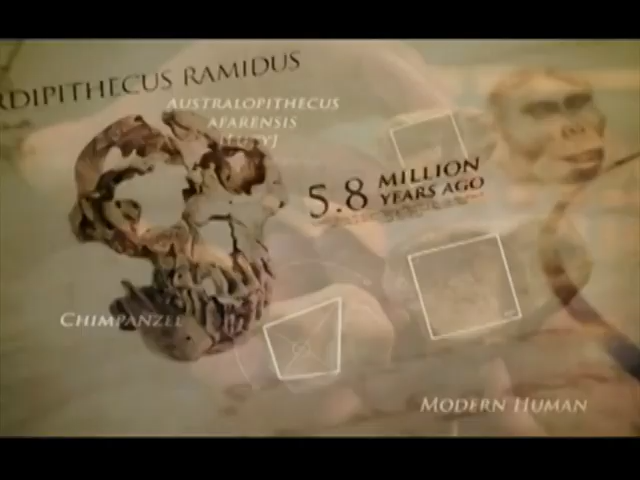 RDIPITHECUS RAMIDUS
AUSTRALOPITHECUS
AFARENSIS
5.8 MILLION
YEARS AGO
CHIMPANZEE
MODERN HUMAN